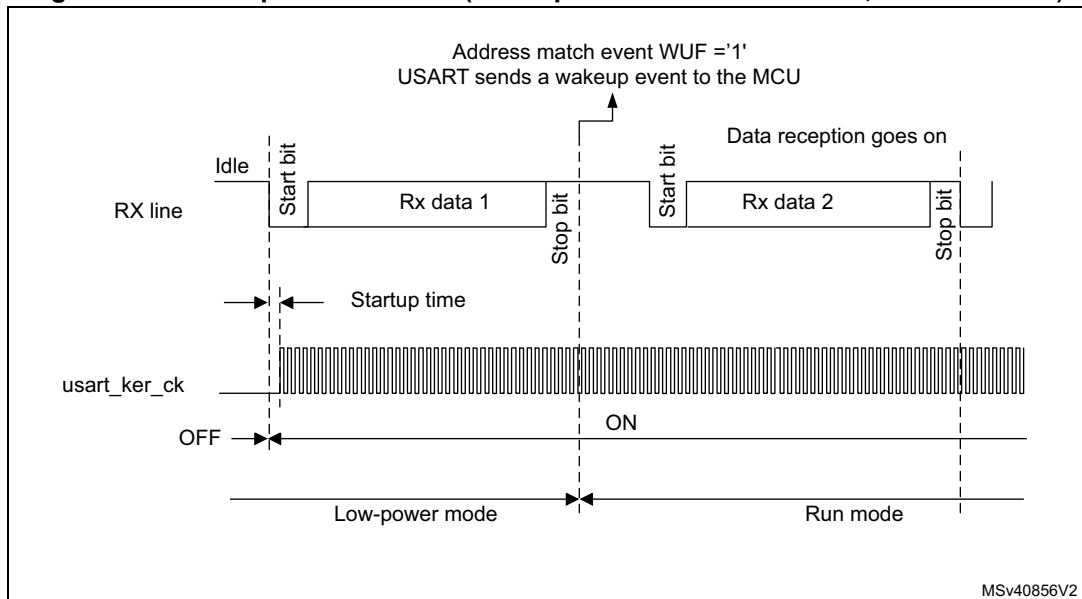 Address match event WUF ='1'
USART sends a wakeup event to the MCU
Data reception goes on
Idle
Start bit
Start bit
RX line
Rx data 1
Stop bit
Rx data 2
Stop bit
Startup time
usart_ker_ck
OFF
ON
Low-power mode
Run mode
MSv40856V2